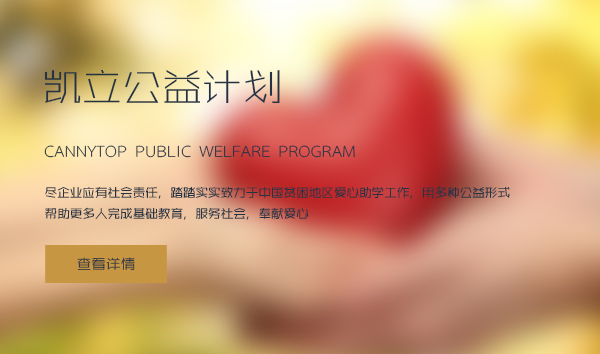 凯立公益计划
CANNYTOP PUBLIC WELFARE PROGRAM
尽企业应有社会责任，踏踏实实致力于中国贫困地区爱心助学工作，用多种公益形式
帮助更多人完成基础教育，服务社会，奉献爱心
查看详情